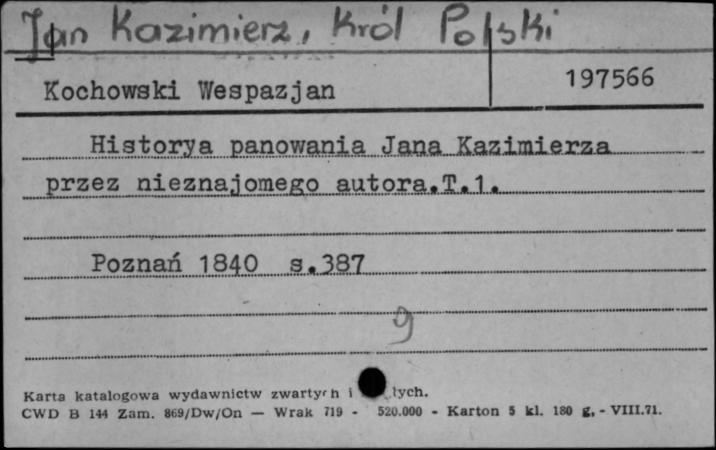 Jan Kazimierz, Król Polski
Kochowski Wespazjan
197566
Historya panowania Jana Kazimierza
przez nieznajomego autora.T.1.
Poznań 1840 s.387
9
Karta katalogowa wydawnictw zwartych i łych.
CWD B 144 Zam. 869/Dw/On — Wrak 719 - 520.000 - Karton 5 kl. 180 g. - VIII.71.